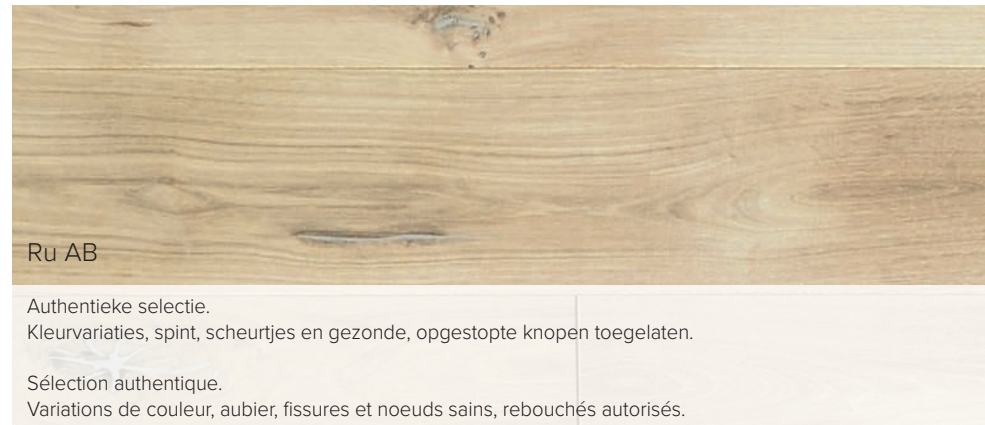 Ru AB
Authentieke selectie.
Kleurvariaties, spint, scheurtjes en gezonde, opgestopte knopen toegelaten.
Sélection authentique.
Variations de couleur, aubier, fissures et noeuds sains, rebouchés autorisés.